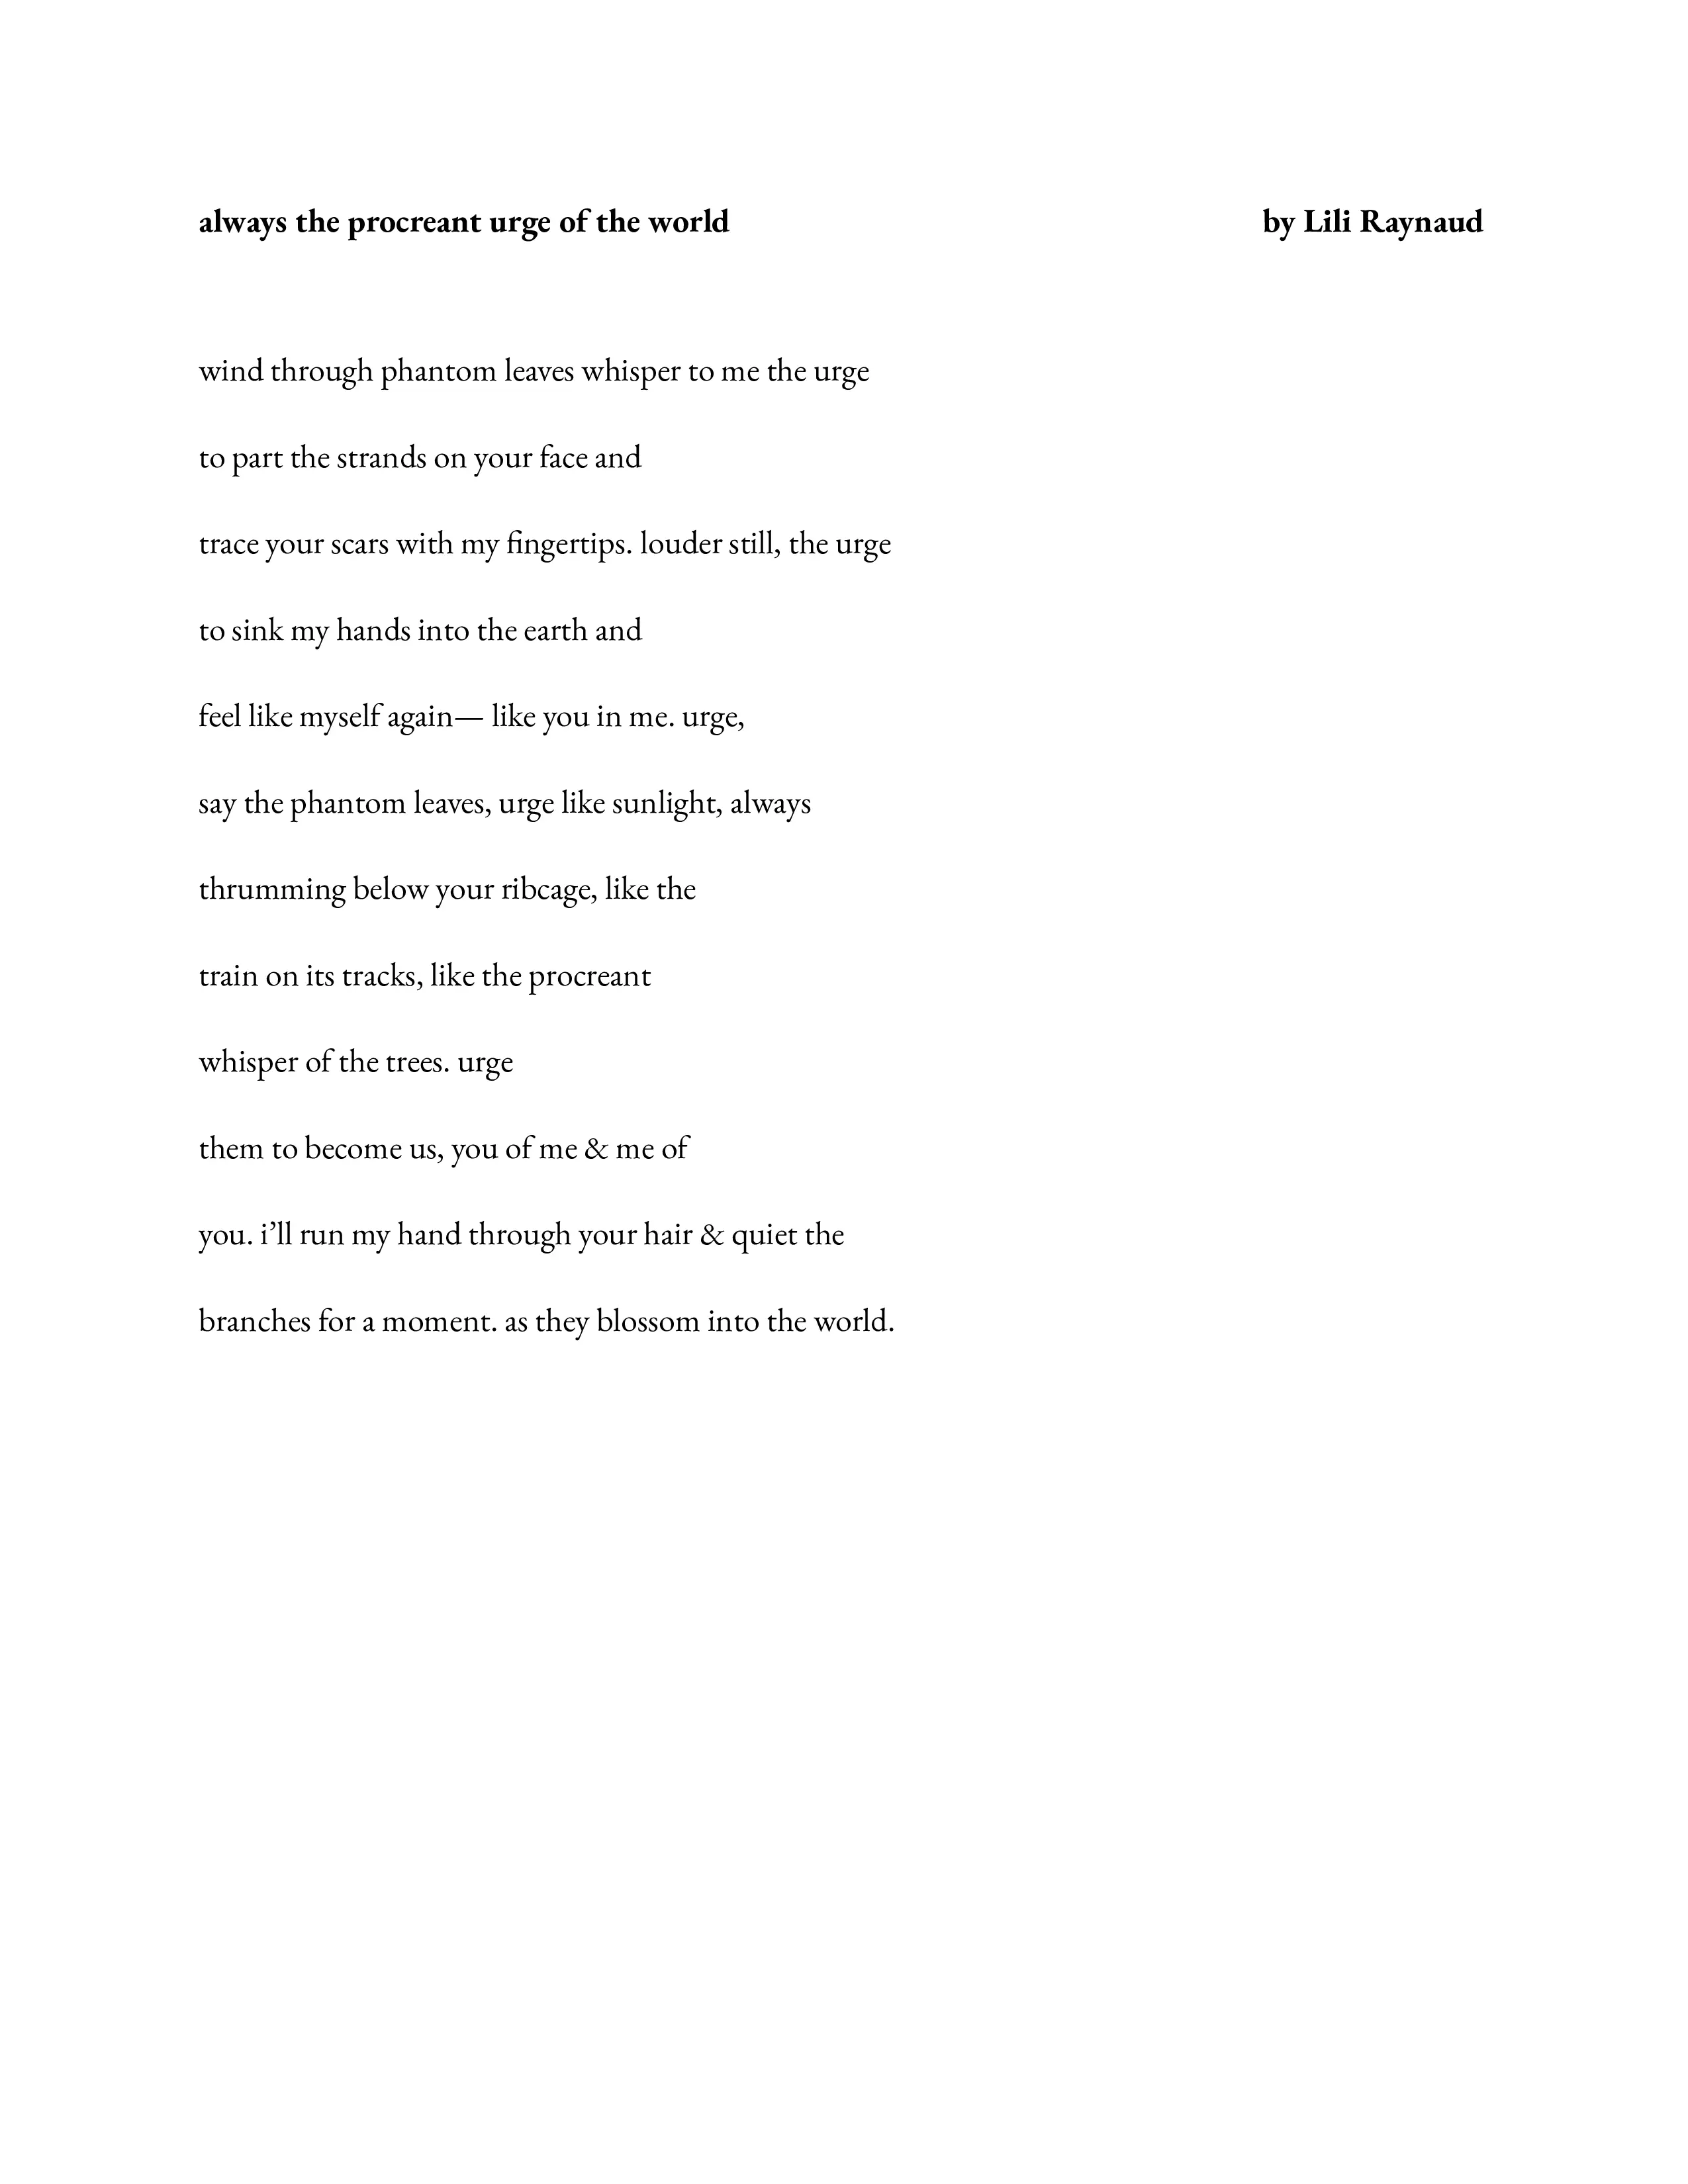 always the procreant urge of the world by Lili Raynaud
wind through phantom leaves whisper to me the urge
to part the strands on your face and
trace your scars with my fingertips. louder still, the urge
to sink my hands into the earth and
feel like myself again— like you in me. urge,
say the phantom leaves, urge like sunlight, always
thrumming below your ribcage, like the
train on its tracks, like the procreant
whisper of the trees. urge
them to become us, you of me & me of
you. i’ll run my hand through your hair & quiet the
branches for a moment. as they blossom into the world.